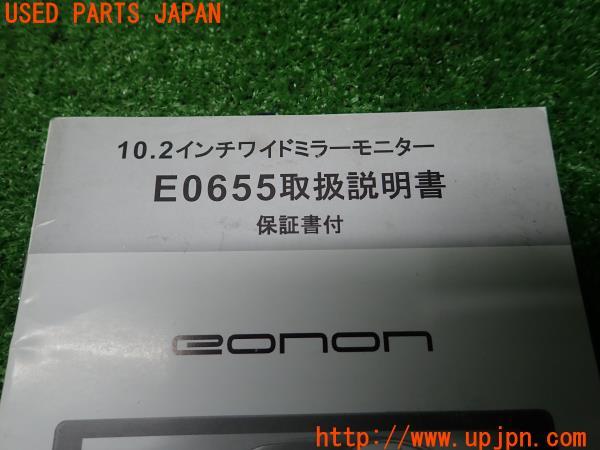 USED PARTS JAPAN
10.2インチワイドミラーモニター
E0655取扱説明書
保証書付
eonon
http://www.upjpn.com